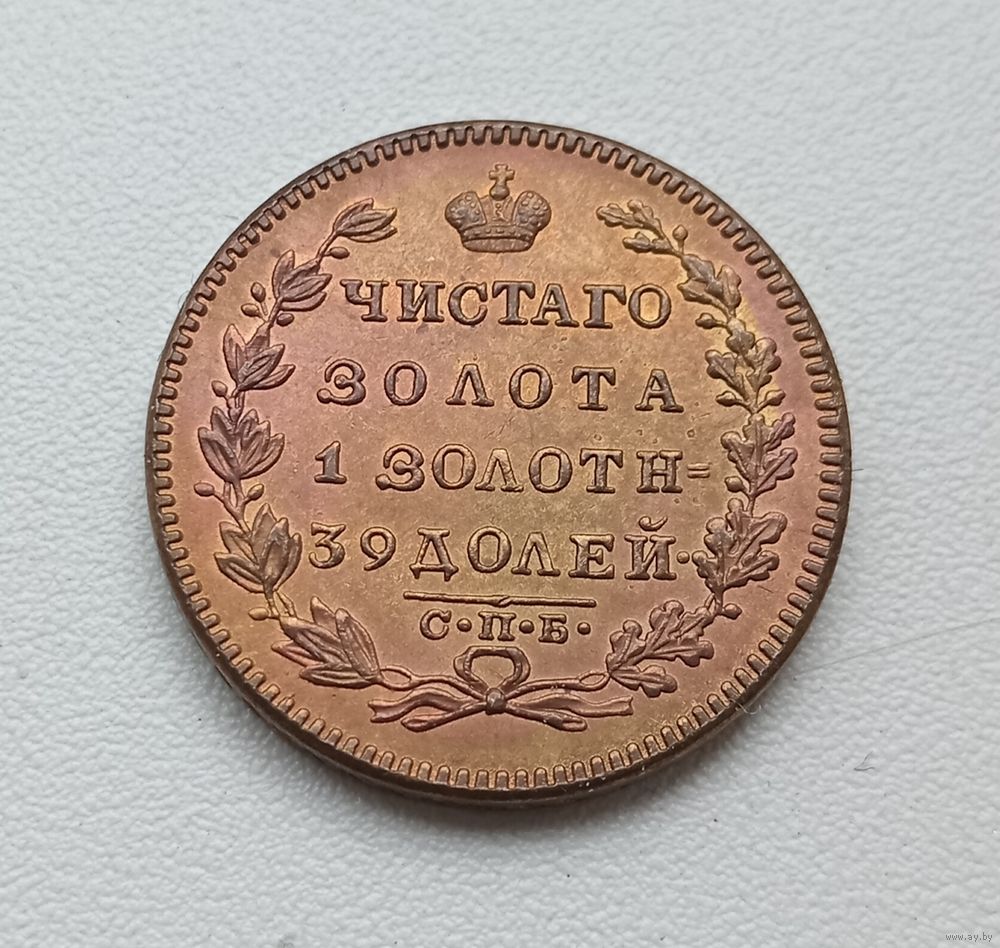 ЧИСТАГО
ЗОЛОТА
1 ЗОЛОТН=
39 ДОЛЕЙ·
С·П·Б·
www.ay.by